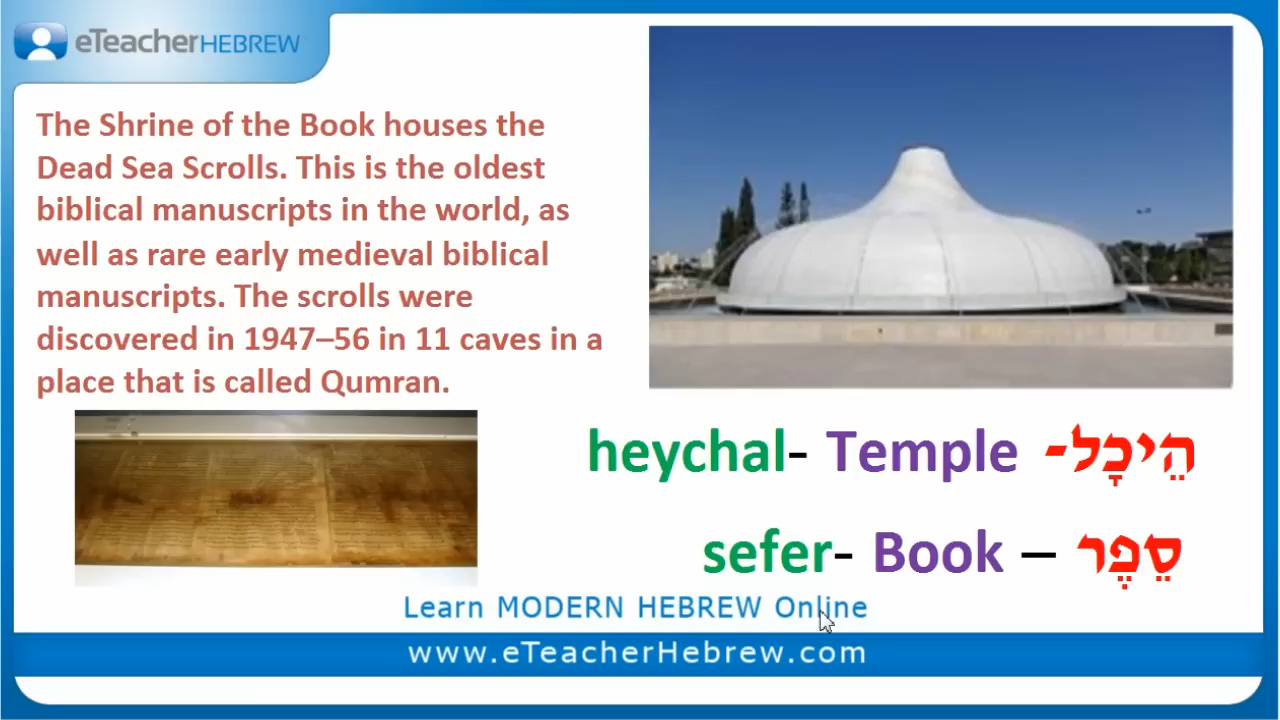 eTeacherHEBREW
The Shrine of the Book houses the
Dead Sea Scrolls. This is the oldest
biblical manuscripts in the world, as
well as rare early medieval biblical
manuscripts. The scrolls were
discovered in 1947–56 in 11 caves in a
place that is called Qumran.
heychal- Temple -הֵיכָל
sefer- Book – סֵפֶר
Learn MODERN HEBREW Online
www.eTeacherHebrew.com